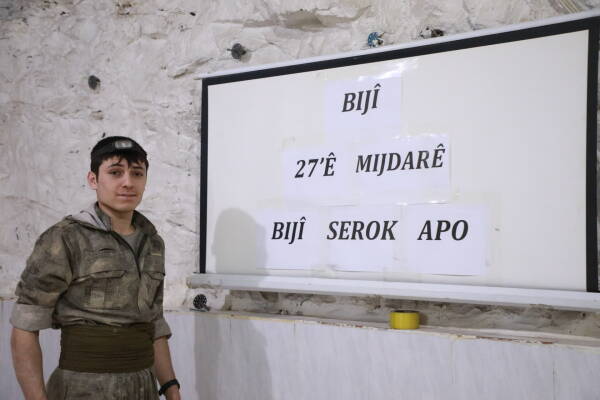 BIJÎ
27'Ê MIJDARÊ
BIJÎ SEROK APO